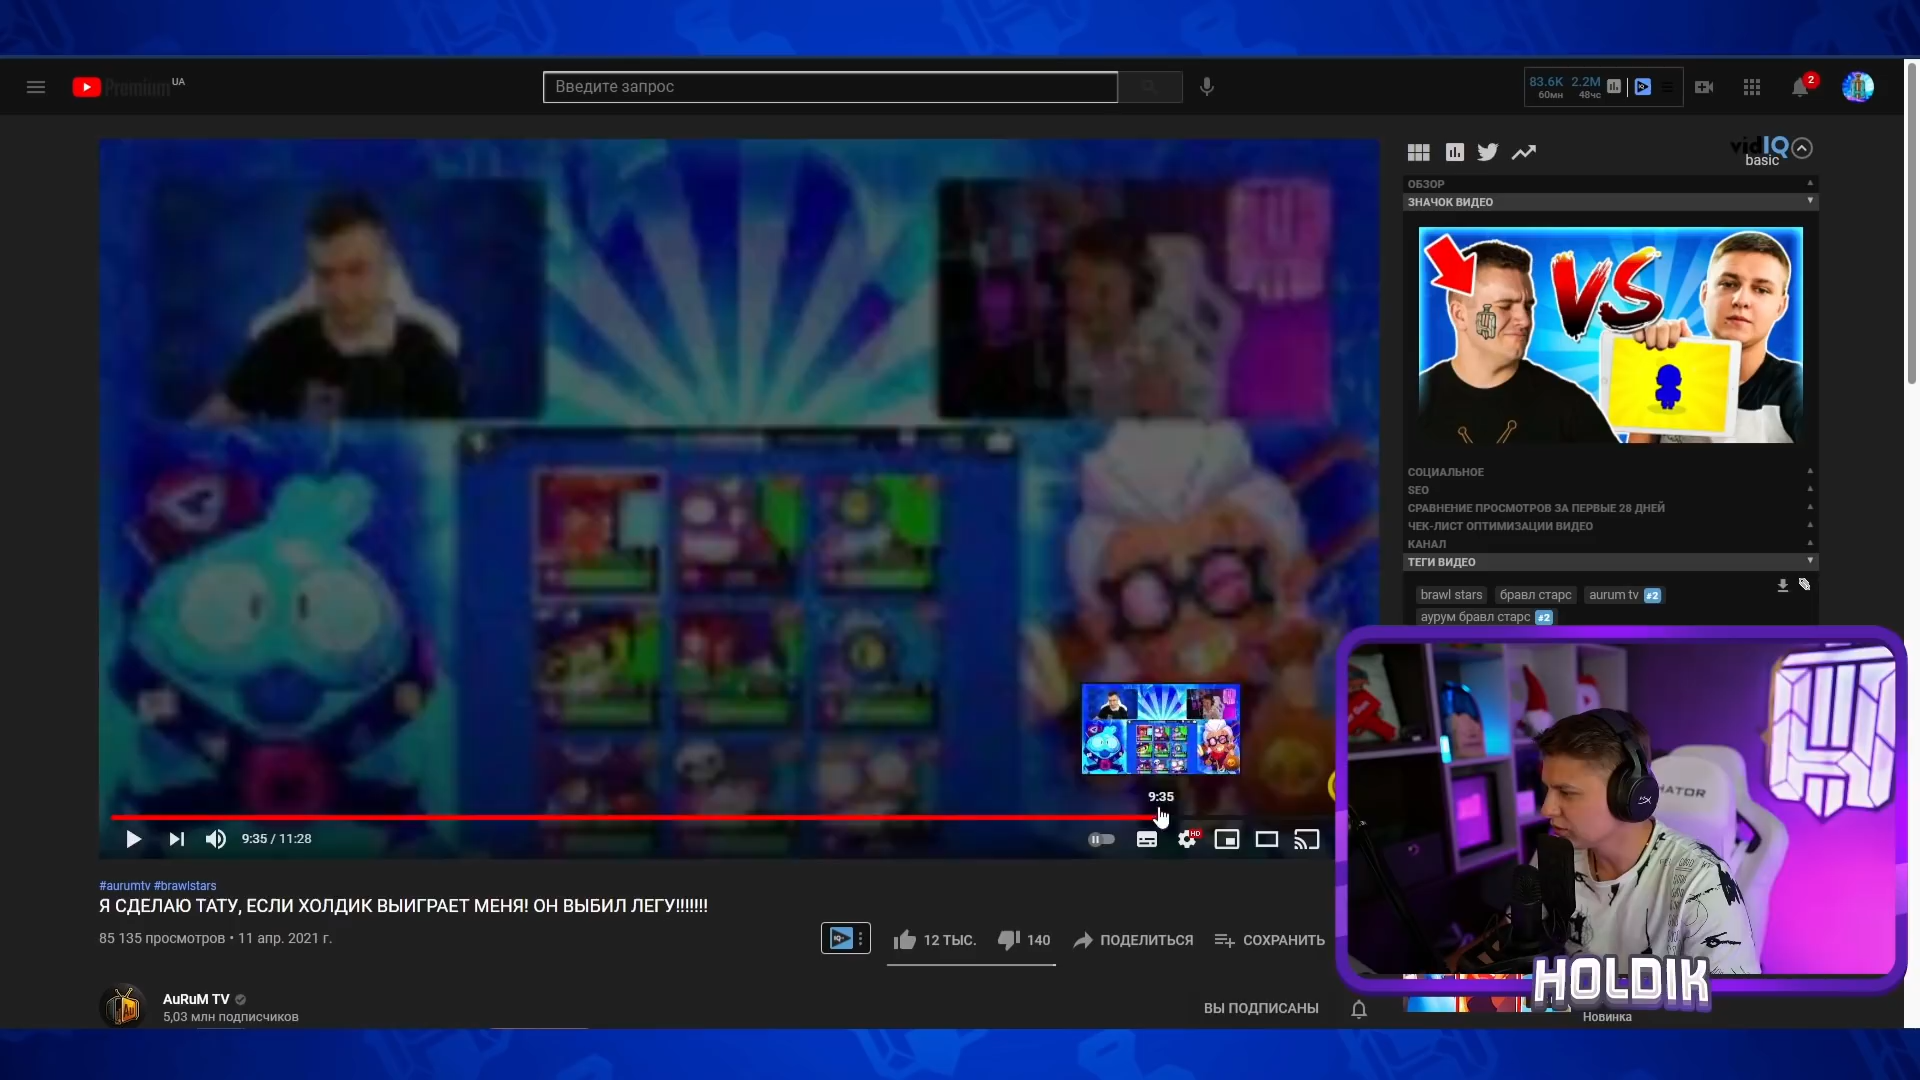 Premium UA
Введите запрос
83.6K 2.2M
60мн 48чс
2
vidIQ
basic
ОБЗОР
ЗНАЧОК ВИДЕО
VS
СОЦИАЛЬНОЕ
SEO
СРАВНЕНИЕ ПРОСМОТРОВ ЗА ПЕРВЫЕ 28 ДНЕЙ
ЧЕК-ЛИСТ ОПТИМИЗАЦИИ ВИДЕО
КАНАЛ
ТЕГИ ВИДЕО
brawl stars бравл старс aurum tv #2
аурум бравл старс #2
9:35
9:35 / 11:28
HD
#aurumtv #brawlstars
Я СДЕЛАЮ ТАТУ, ЕСЛИ ХОЛДИК ВЫИГРАЕТ МЕНЯ! ОН ВЫБИЛ ЛЕГУ!!!!!!!
85 135 просмотров • 11 апр. 2021 г.
12 ТЫС. 140 ПОДЕЛИТЬСЯ СОХРАНИТЬ
AuRuM TV
5,03 млн подписчиков
ВЫ ПОДПИСАНЫ
HOLDIK
Новинка